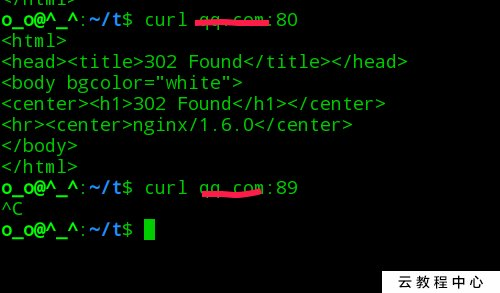 </html>
o_o@^_^:~/t$ curl qq.com:80
<html>
<head><title>302 Found</title></head>
<body bgcolor="white">
<center><h1>302 Found</h1></center>
<hr><center>nginx/1.6.0</center>
</body>
</html>
o_o@^_^:~/t$ curl qq.com:89
^C
o_o@^_^:~/t$
云教程中心